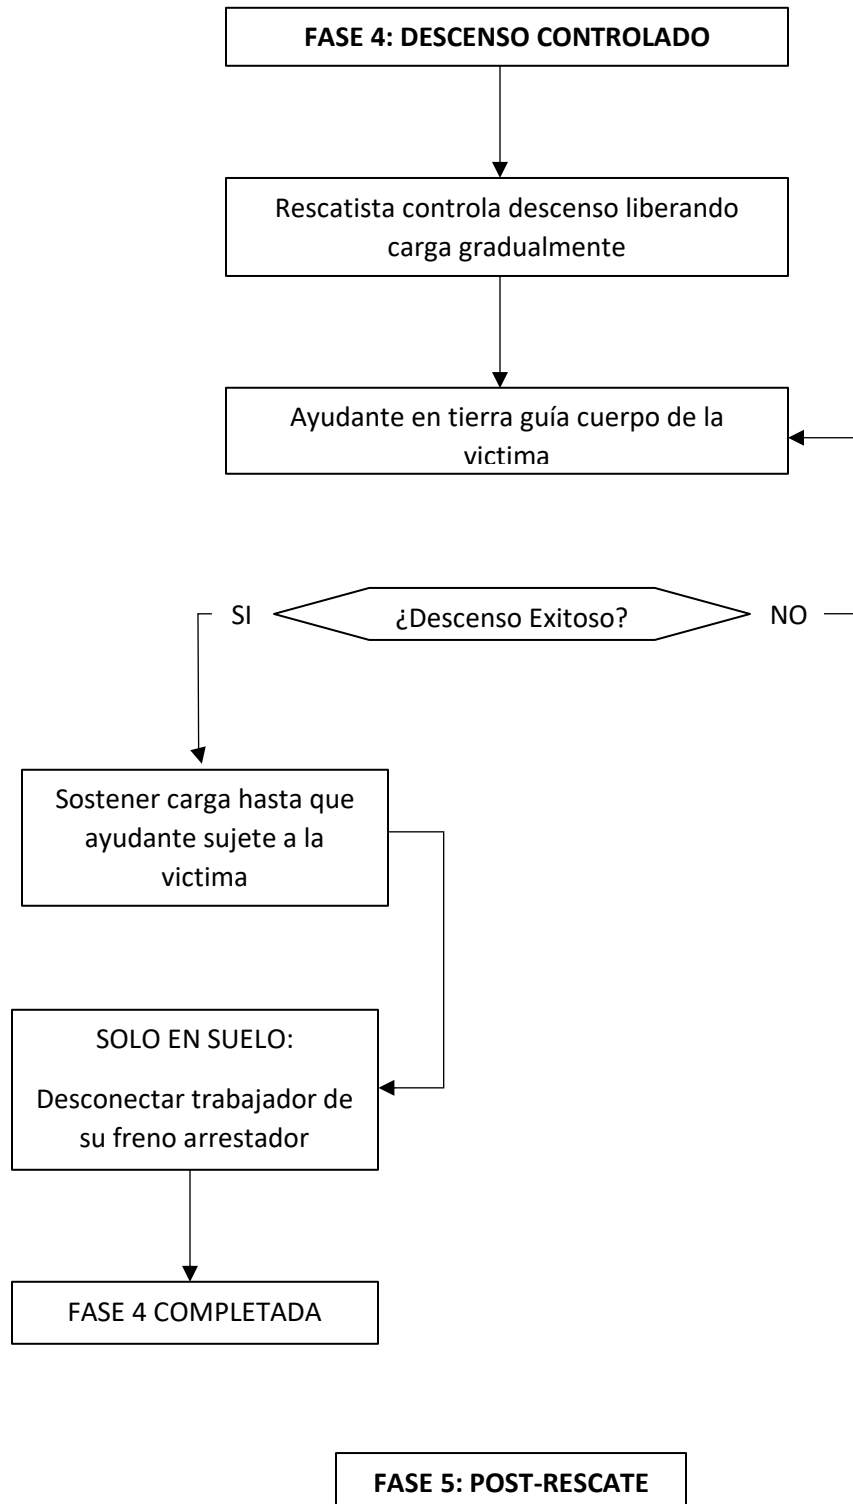 FASE 4: DESCENSO CONTROLADO
Rescatista controla descenso liberando
carga gradualmente
Ayudante en tierra guía cuerpo de la
victima
SI
¿Descenso Exitoso?
NO
Sostener carga hasta que
ayudante sujete a la
victima
SOLO EN SUELO:
Desconectar trabajador de
su freno arrestador
FASE 4 COMPLETADA
FASE 5: POST-RESCATE